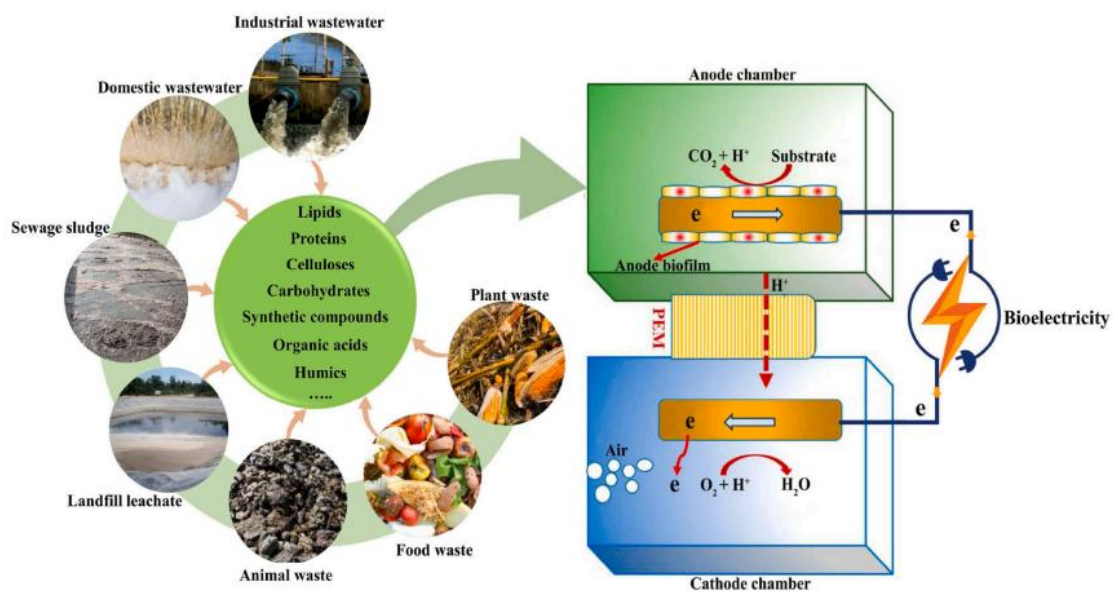 Industrial wastewater
Domestic wastewater
Sewage sludge
Landfill leachate
Animal waste
Food waste
Plant waste
Lipids
Proteins
Celluloses
Carbohydrates
Synthetic compounds
Organic acids
Humics
.....
Anode chamber
CO₂ + H⁺
Substrate
e
Anode biofilm
H⁺
PEM
e
Bioelectricity
e
e
Air
e
O₂ + H⁺
H₂O
Cathode chamber